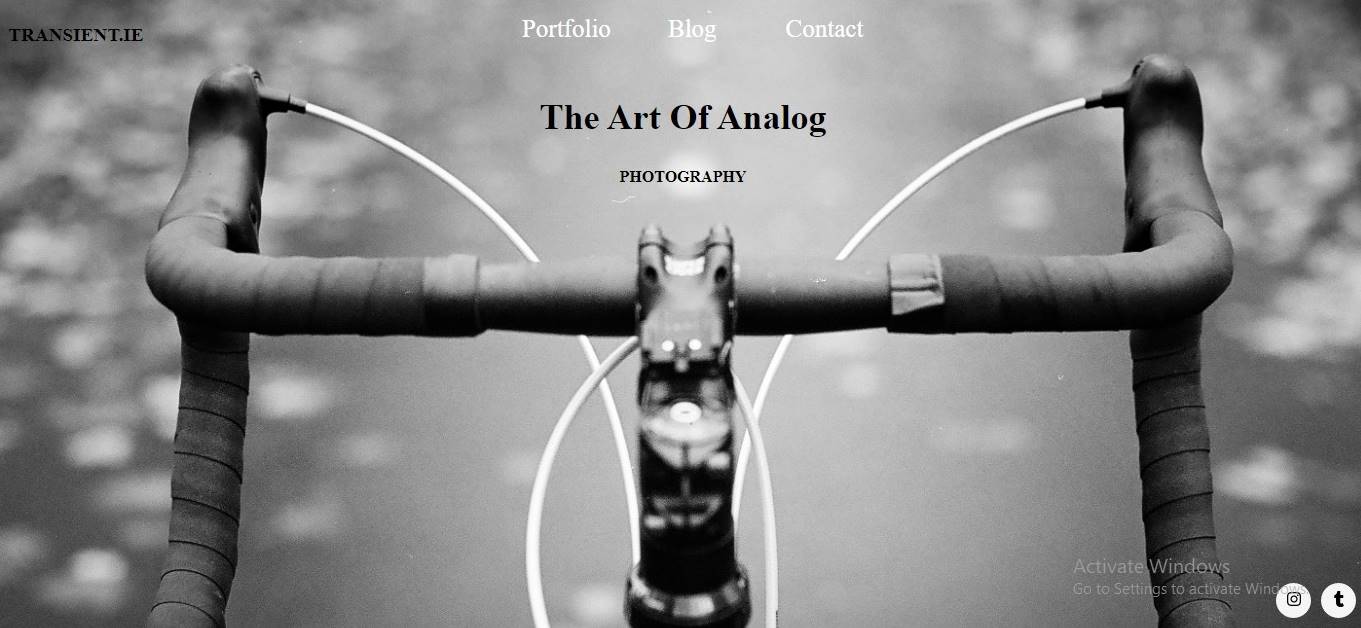 TRANSIENT.IE
Portfolio Blog Contact
The Art Of Analog
PHOTOGRAPHY
Activate Windows
Go to Settings to activate Windows.
t